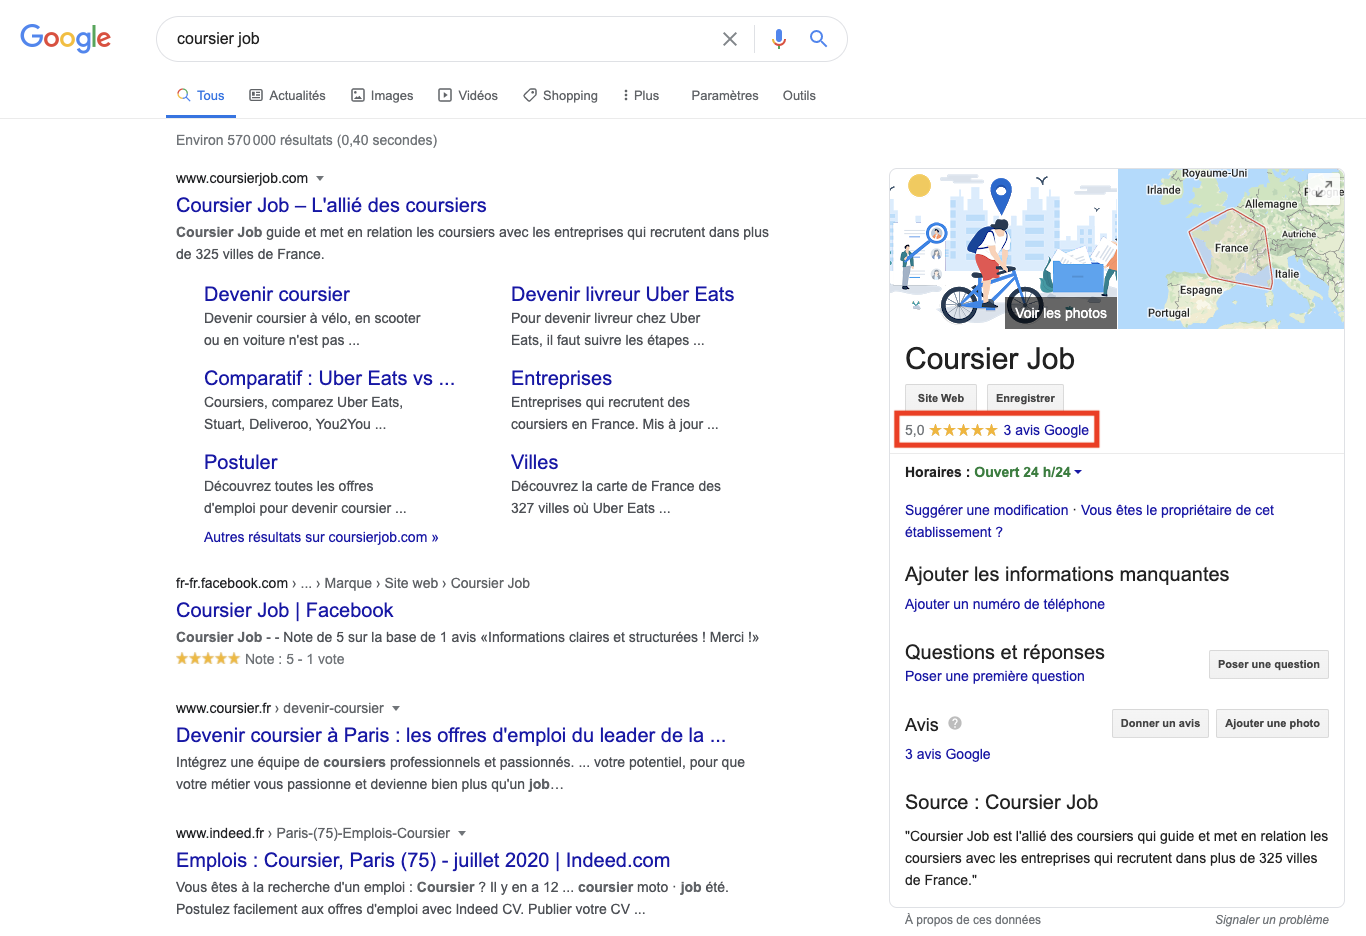 Google
coursier job
Tous
Actualités
Images
Vidéos
Shopping
Plus
Paramètres
Outils
Environ 570 000 résultats (0,40 secondes)
www.coursierjob.com
Coursier Job – L'allié des coursiers
Coursier Job guide et met en relation les coursiers avec les entreprises qui recrutent dans plus
de 325 villes de France.
Devenir coursier
Devenir coursier à vélo, en scooter
ou en voiture n'est pas ...
Devenir livreur Uber Eats
Pour devenir livreur chez Uber
Eats, il faut suivre les étapes ...
Comparatif : Uber Eats vs ...
Coursiers, comparez Uber Eats,
Stuart, Deliveroo, You2You ...
Entreprises
Entreprises qui recrutent des
coursiers en France. Mis à jour ...
Postuler
Découvrez toutes les offres
d'emploi pour devenir coursier ...
Villes
Découvrez la carte de France des
327 villes où Uber Eats ...
Autres résultats sur coursierjob.com »
fr-fr.facebook.com › ... › Marque › Site web › Coursier Job
Coursier Job | Facebook
Coursier Job - - Note de 5 sur la base de 1 avis «Informations claires et structurées ! Merci !»
Note : 5 - 1 vote
www.coursier.fr › devenir-coursier
Devenir coursier à Paris : les offres d'emploi du leader de la ...
Intégrez une équipe de coursiers professionnels et passionnés. ... votre potentiel, pour que
votre métier vous passionne et devienne bien plus qu'un job…
www.indeed.fr › Paris-(75)-Emplois-Coursier
Emplois : Coursier, Paris (75) - juillet 2020 | Indeed.com
Vous êtes à la recherche d'un emploi : Coursier ? Il y en a 12 ... coursier moto · job été.
Postulez facilement aux offres d'emploi avec Indeed CV. Publier votre CV ...
Voir les photos
Royaume-Uni
Irlande
Allemagne
France
Autriche
Italie
Espagne
Portugal
Coursier Job
Site Web
Enregistrer
5,0 ★★★★★ 3 avis Google
Horaires : Ouvert 24 h/24
Suggérer une modification · Vous êtes le propriétaire de cet
établissement ?
Ajouter les informations manquantes
Ajouter un numéro de téléphone
Questions et réponses
Poser une première question
Poser une question
Avis
Donner un avis
Ajouter une photo
3 avis Google
Source : Coursier Job
"Coursier Job est l'allié des coursiers qui guide et met en relation les
coursiers avec les entreprises qui recrutent dans plus de 325 villes
de France."
À propos de ces données
Signaler un problème